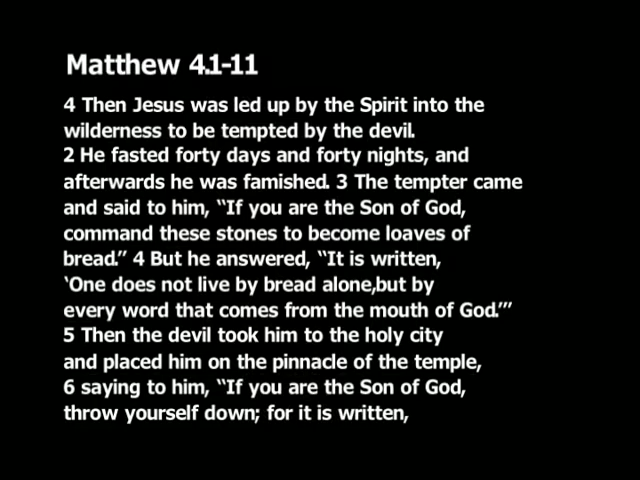 Matthew 4.1-11
4 Then Jesus was led up by the Spirit into the
wilderness to be tempted by the devil.
2 He fasted forty days and forty nights, and
afterwards he was famished. 3 The tempter came
and said to him, “If you are the Son of God,
command these stones to become loaves of
bread.” 4 But he answered, “It is written,
‘One does not live by bread alone,but by
every word that comes from the mouth of God.’”
5 Then the devil took him to the holy city
and placed him on the pinnacle of the temple,
6 saying to him, “If you are the Son of God,
throw yourself down; for it is written,